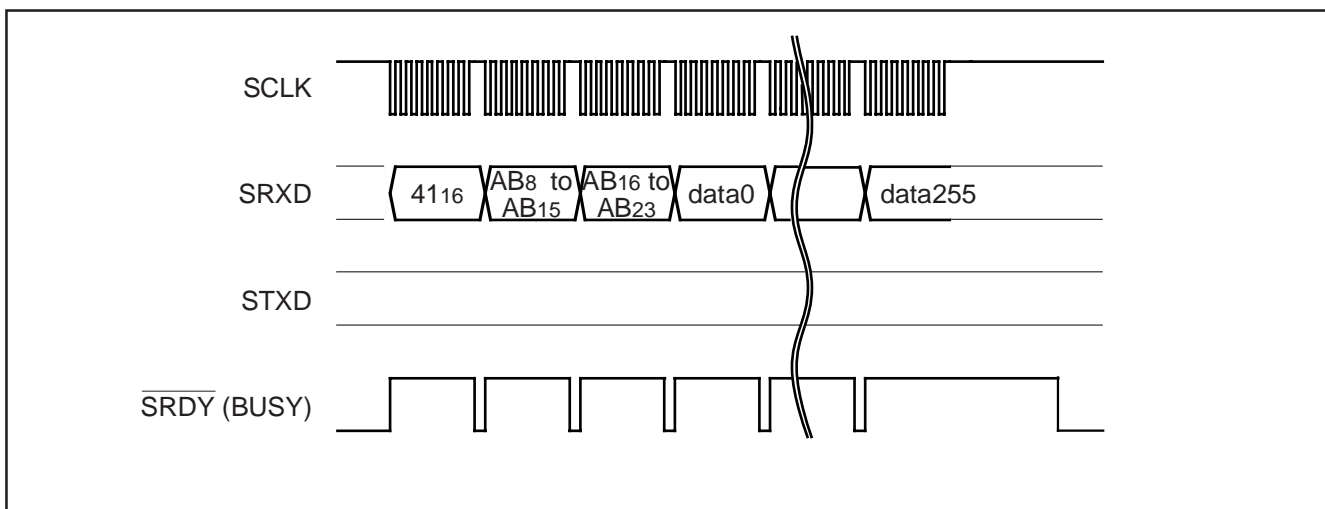 SCLK
SRXD
4116
AB8 to
AB15
AB16 to
AB23
data0
data255
STXD
SRDY (BUSY)